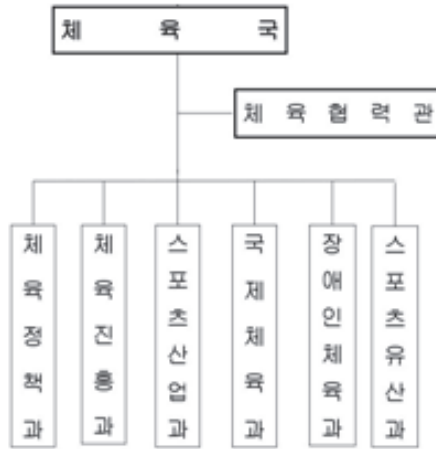 체 육 국
체 육 협 력 관
체육정책과
체육진흥과
스포츠산업과
국제체육과
장애인체육과
스포츠유산과